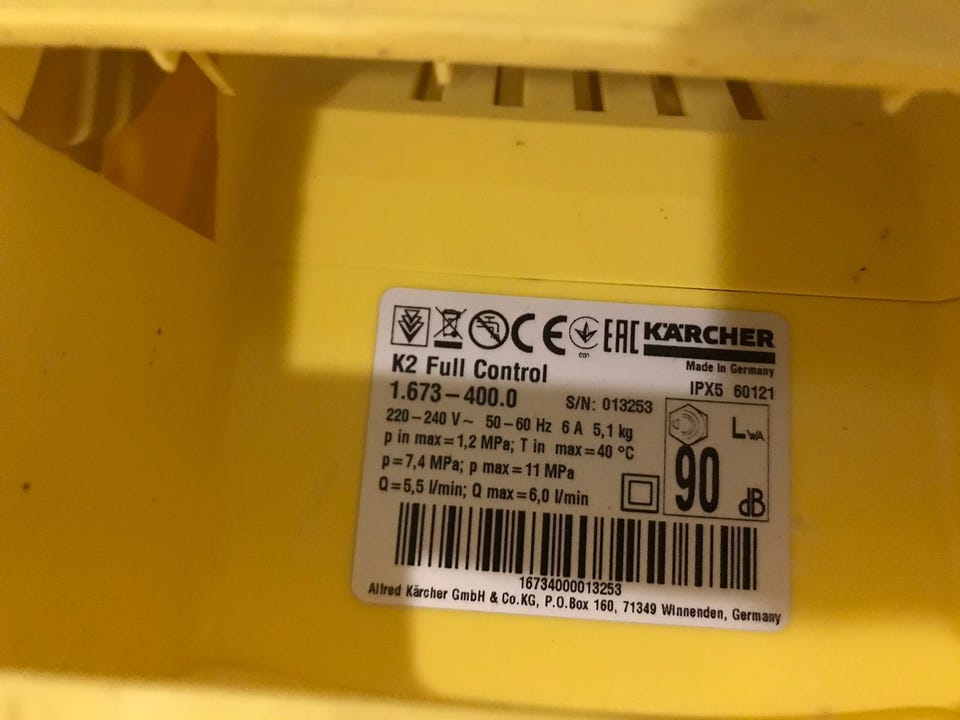 CE EAC KÄRCHER
K2 Full Control
Made in Germany
1.673-400.0
S/N: 013253
IPX5 60121
220-240 V~ 50-60 Hz 6 A 5,1 kg
p in max=1,2 MPa; T in max=40 °C
p=7,4 MPa; p max=11 MPa
Q=5,5 l/min; Q max=6,0 l/min
LWA
90 dB
16734000013253
Alfred Kärcher GmbH & Co.KG, P.O.Box 160, 71349 Winnenden, Germany